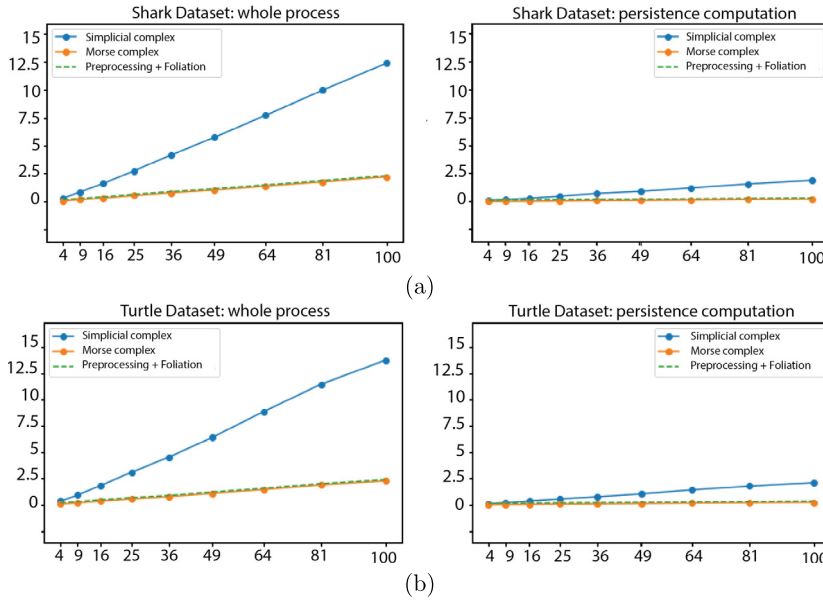 Shark Dataset: whole process
15
12.5
10
7.5
5
2.5
0
Simplicial complex
Morse complex
Preprocessing + Foliation
4 9 16 25 36 49 64 81 100
Shark Dataset: persistence computation
15
12.5
10
7.5
5
2.5
0
Simplicial complex
Morse complex
Preprocessing + Foliation
4 9 16 25 36 49 64 81 100
(a)
Turtle Dataset: whole process
15
12.5
10
7.5
5
2.5
0
Simplicial complex
Morse complex
Preprocessing + Foliation
4 9 16 25 36 49 64 81 100
Turtle Dataset: persistence computation
15
12.5
10
7.5
5
2.5
0
Simplicial complex
Morse complex
Preprocessing + Foliation
4 9 16 25 36 49 64 81 100
(b)